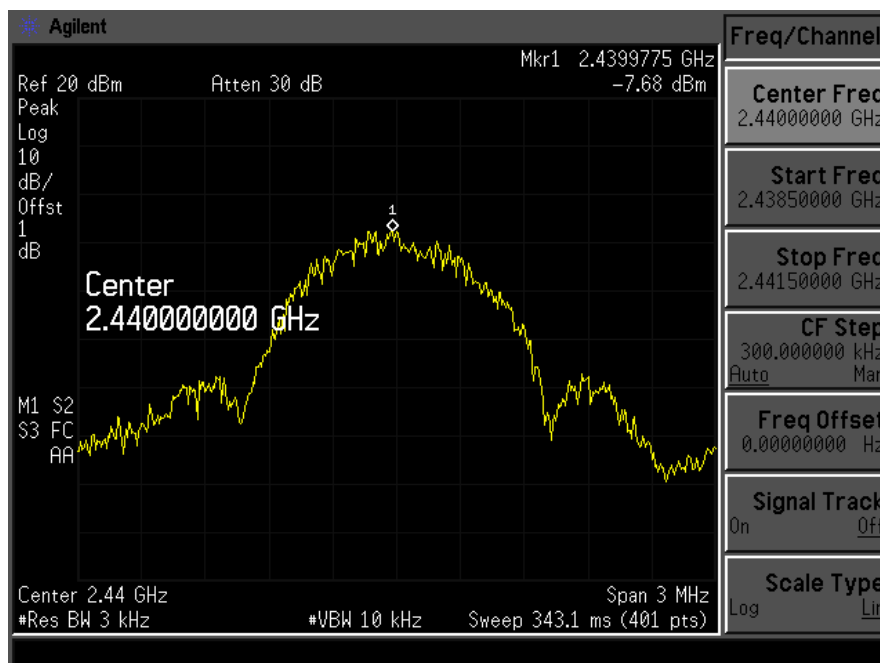 Agilent
Freq/Channel
Mkr1 2.4399775 GHz
Ref 20 dBm Atten 30 dB -7.68 dBm
Peak
Log
10
dB/
Offst
1
dB
1
Center
2.440000000 GHz
M1 S2
S3 FC
AA
Center 2.44 GHz Span 3 MHz
#Res BW 3 kHz #VBW 10 kHz Sweep 343.1 ms (401 pts)
Center Freq
2.44000000 GHz
Start Freq
2.43850000 GHz
Stop Freq
2.44150000 GHz
CF Step
300.000000 kHz
Auto Man
Freq Offset
0.00000000 Hz
Signal Track
On Off
Scale Type
Log Lin